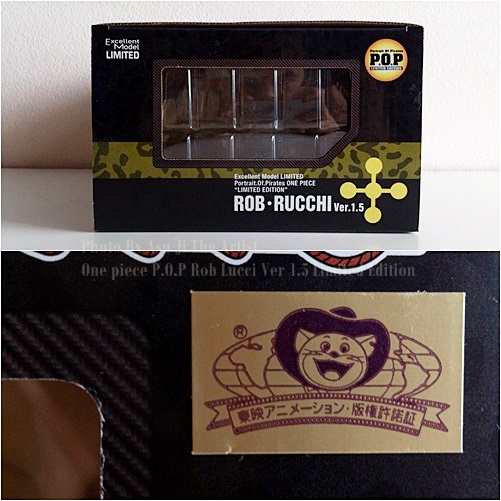 Excellent
Model
LIMITED
Portrait Of Pirates
P.O.P
LIMITED EDITION
Excellent Model LIMITED
Portrait.Of.Pirates ONE PIECE
"LIMITED EDITION"
ROB・RUCCHI Ver.1.5
Photo By Asu Ji The Artist
One piece P.O.P Rob Lucci Ver 1.5 Limited Edition
®
東映アニメーション・版権許諾証